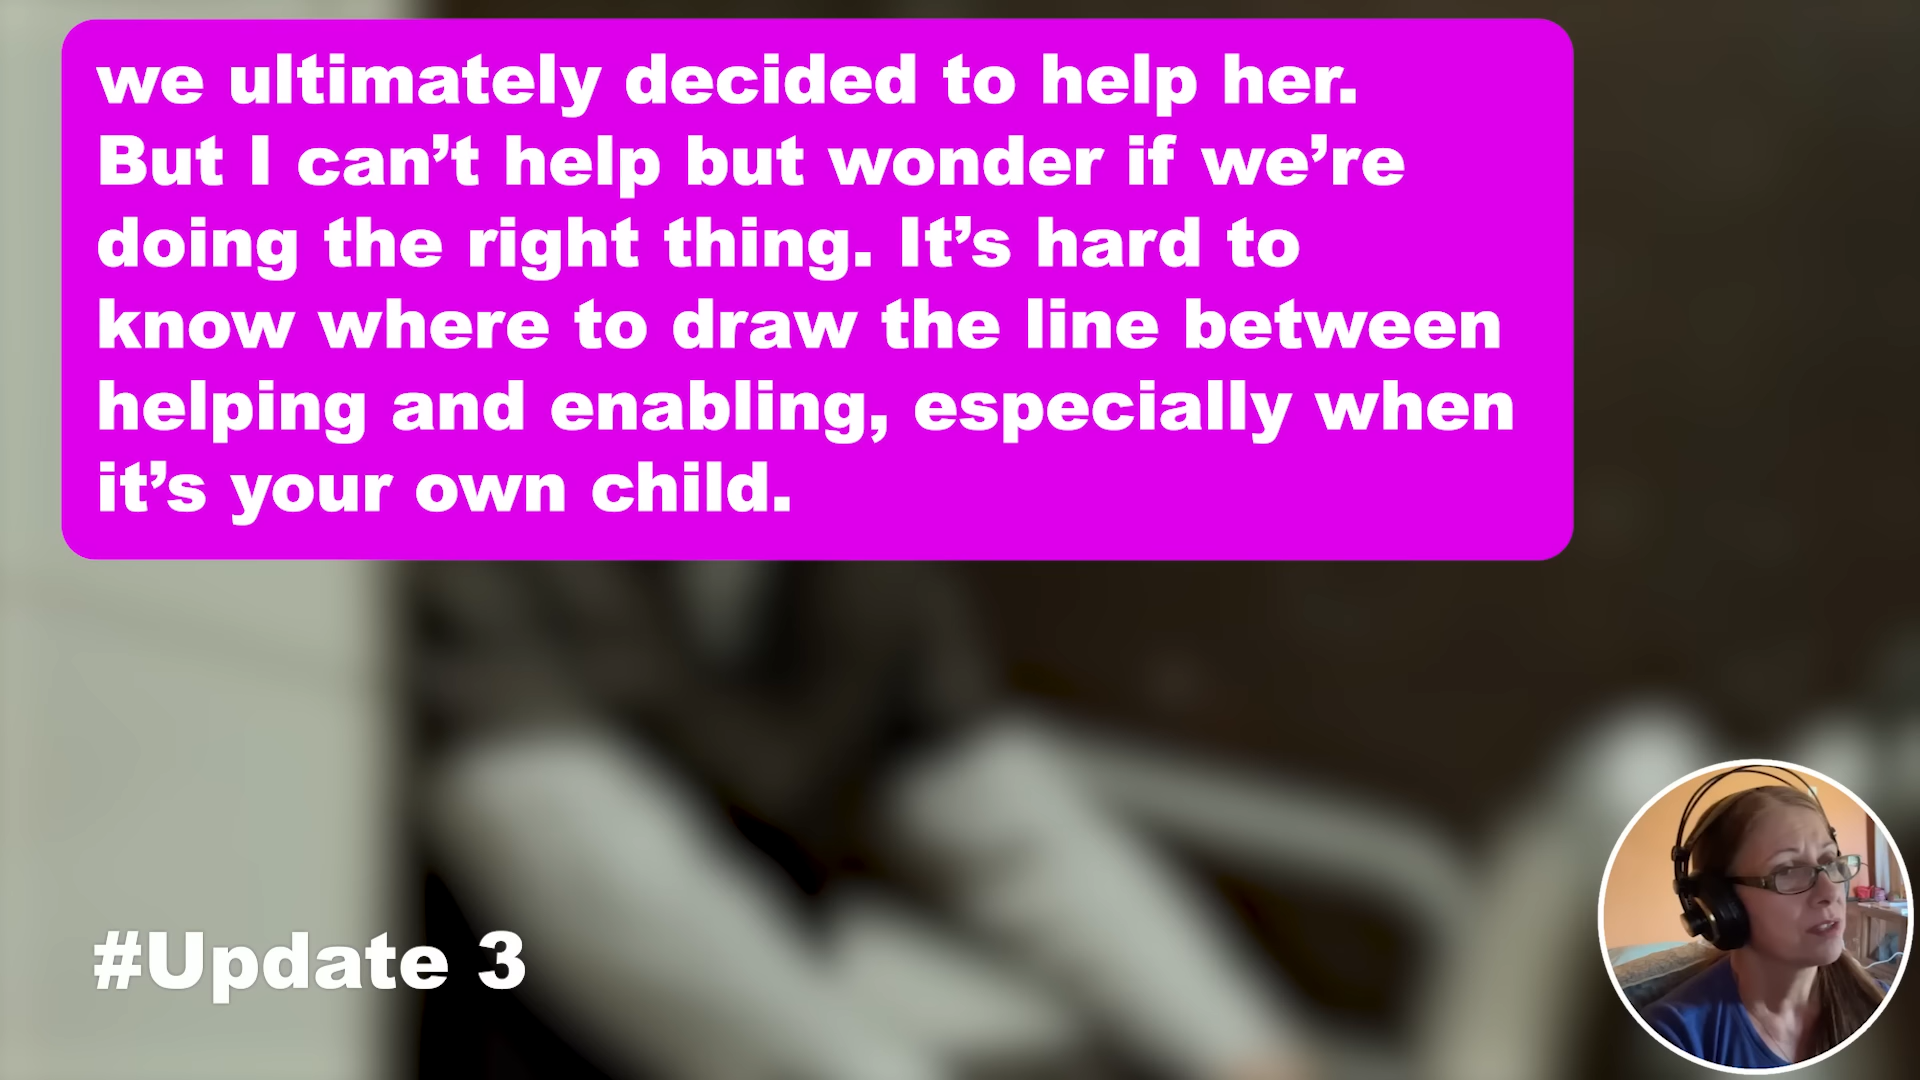 we ultimately decided to help her.
But I can’t help but wonder if we’re
doing the right thing. It’s hard to
know where to draw the line between
helping and enabling, especially when
it’s your own child.
#Update 3